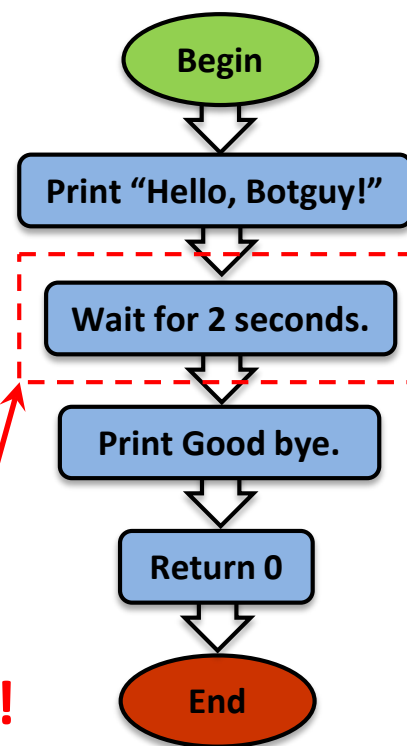 Begin
Print “Hello, Botguy!”
Wait for 2 seconds.
Print Good bye.
Return 0
!
End